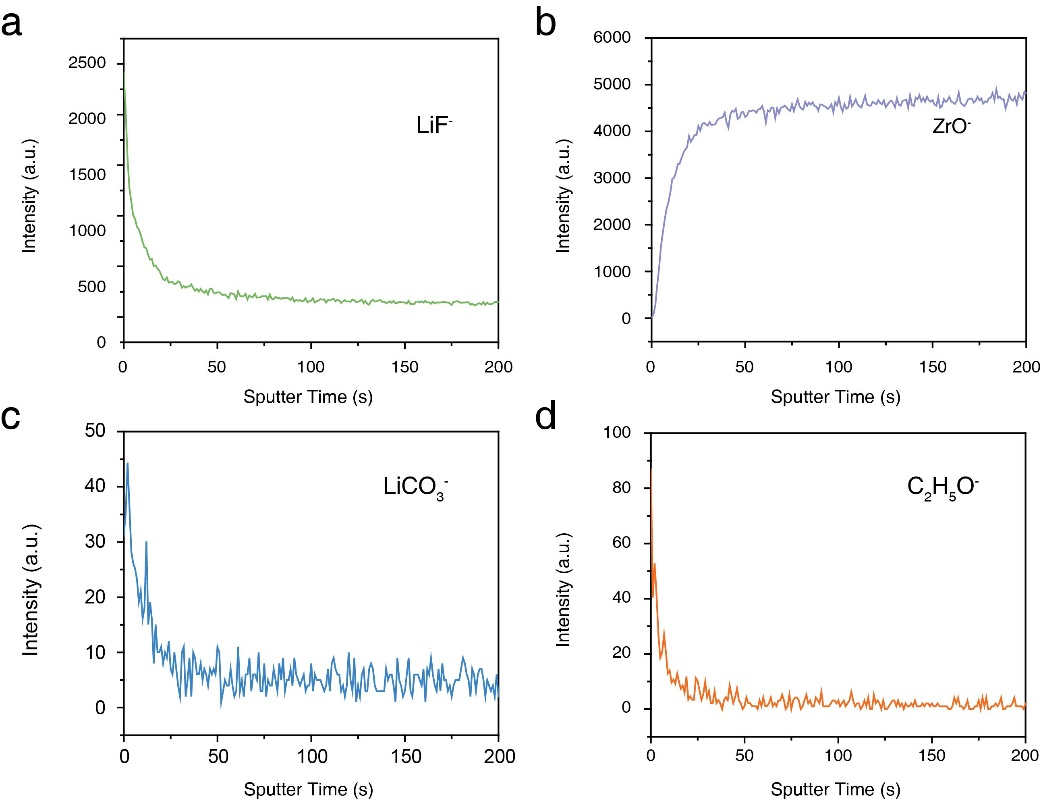 a
2500
2000
1500
1000
500
0
Intensity (a.u.)
LiF⁻
0 50 100 150 200
Sputter Time (s)
b
6000
5000
4000
3000
2000
1000
0
Intensity (a.u.)
ZrO⁻
0 50 100 150 200
Sputter Time (s)
c
50
40
30
20
10
0
Intensity (a.u.)
LiCO₃⁻
0 50 100 150 200
Sputter Time (s)
d
100
80
60
40
20
0
Intensity (a.u.)
C₂H₅O⁻
0 50 100 150 200
Sputter Time (s)